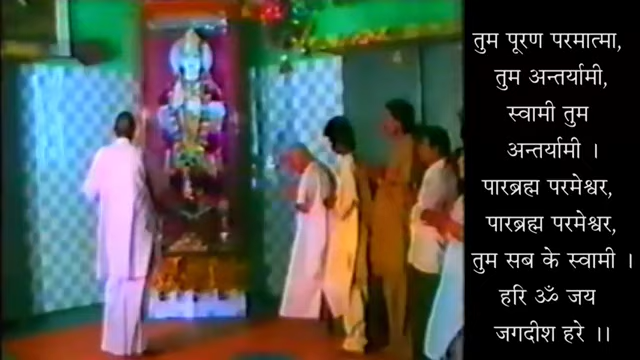 तुम पूरण परमात्मा,
तुम अन्तर्यामी,
स्वामी तुम
अन्तर्यामी ।
पारब्रह्म परमेश्वर,
पारब्रह्म परमेश्वर,
तुम सब के स्वामी ।
हरि ॐ जय
जगदीश हरे ।।